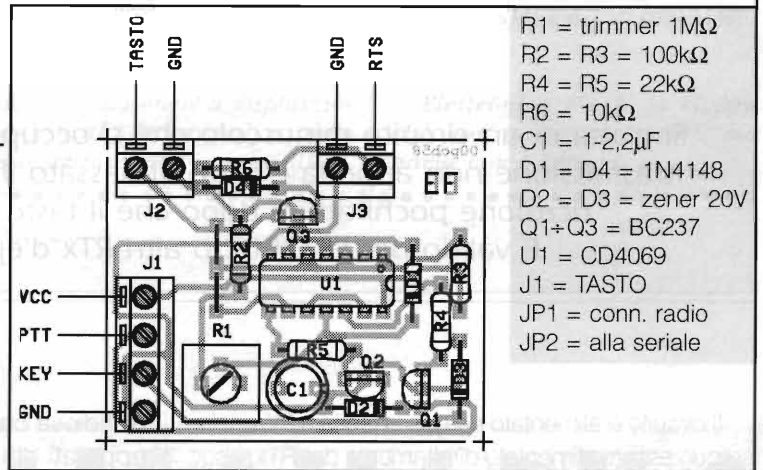 TASTO
GND
GND
RTS
R6
D4
J2
J3
EF
Q3
R2
J1
U1
D1
R3
VCC
PTT
R1
R4
KEY
R5
Q2
C1
D3
GND
D2
Q1
R1 = trimmer 1MΩ
R2 = R3 = 100kΩ
R4 = R5 = 22kΩ
R6 = 10kΩ
C1 = 1-2,2µF
D1 = D4 = 1N4148
D2 = D3 = zener 20V
Q1÷Q3 = BC237
U1 = CD4069
J1 = TASTO
JP1 = conn. radio
JP2 = alla seriale